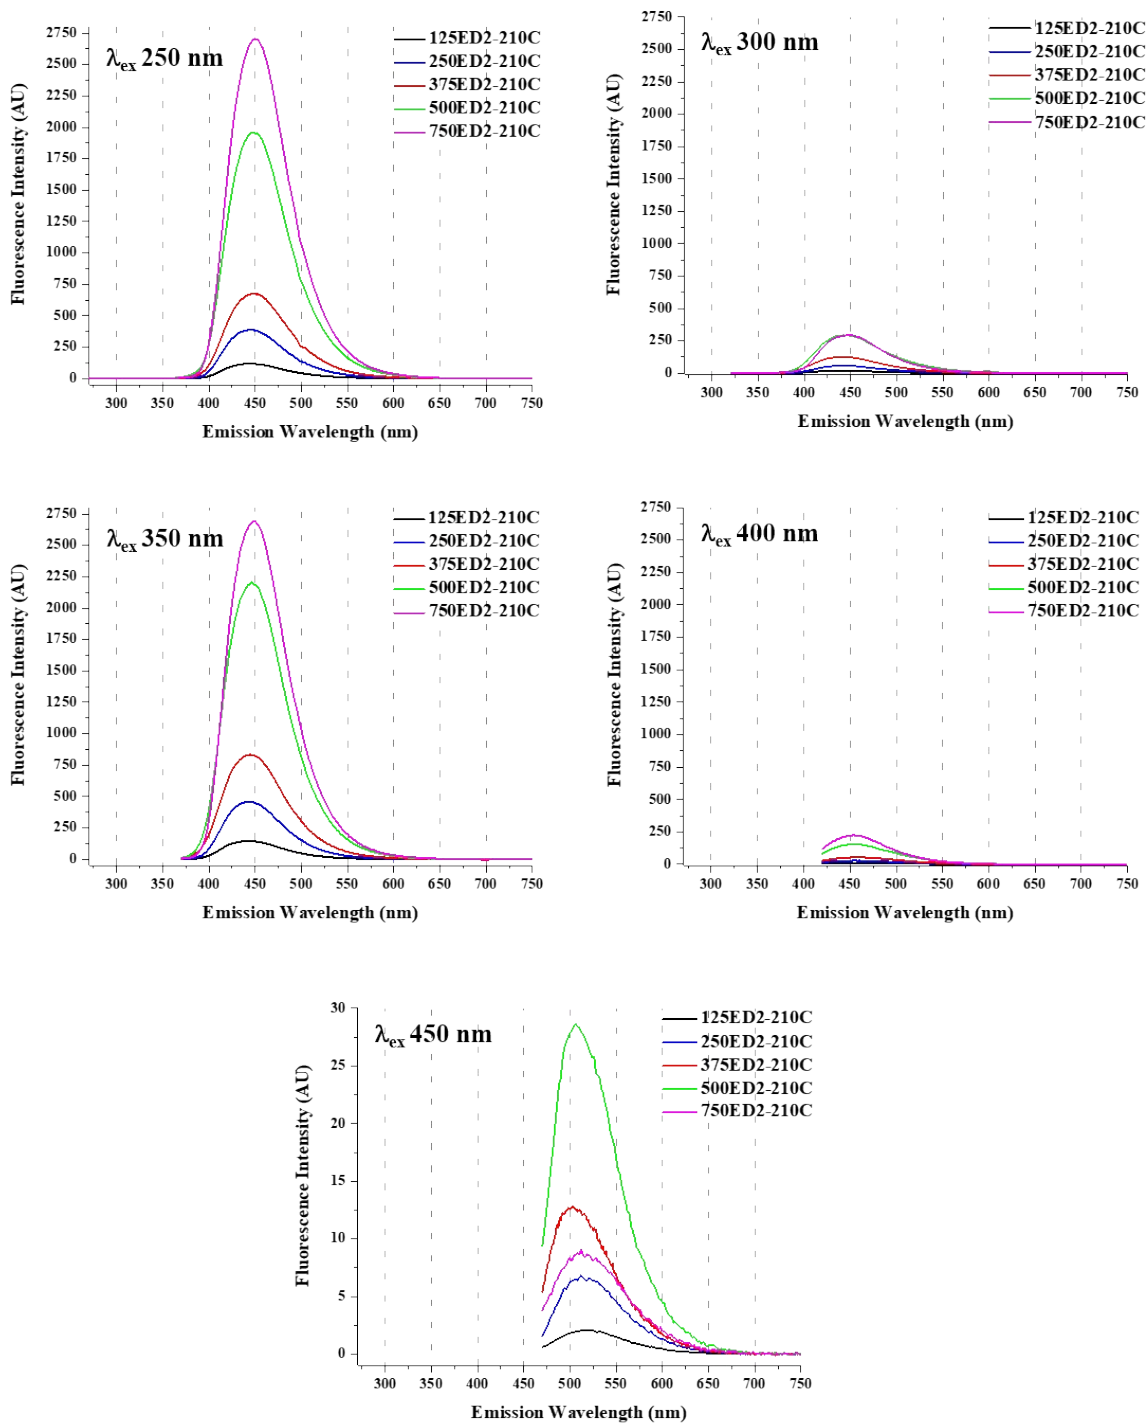 λex 250 nm
125ED2-210C
250ED2-210C
375ED2-210C
500ED2-210C
750ED2-210C
Fluorescence Intensity (AU)
2750
2500
2250
2000
1750
1500
1250
1000
750
500
250
0
300 350 400 450 500 550 600 650 700 750
Emission Wavelength (nm)
λex 300 nm
125ED2-210C
250ED2-210C
375ED2-210C
500ED2-210C
750ED2-210C
Fluorescence Intensity (AU)
2750
2500
2250
2000
1750
1500
1250
1000
750
500
250
0
300 350 400 450 500 550 600 650 700 750
Emission Wavelength (nm)
λex 350 nm
125ED2-210C
250ED2-210C
375ED2-210C
500ED2-210C
750ED2-210C
Fluorescence Intensity (AU)
2750
2500
2250
2000
1750
1500
1250
1000
750
500
250
0
300 350 400 450 500 550 600 650 700 750
Emission Wavelength (nm)
λex 400 nm
125ED2-210C
250ED2-210C
375ED2-210C
500ED2-210C
750ED2-210C
Fluorescence Intensity (AU)
2750
2500
2250
2000
1750
1500
1250
1000
750
500
250
0
300 350 400 450 500 550 600 650 700 750
Emission Wavelength (nm)
λex 450 nm
125ED2-210C
250ED2-210C
375ED2-210C
500ED2-210C
750ED2-210C
Fluorescence Intensity (AU)
30
25
20
15
10
5
0
300 350 400 450 500 550 600 650 700 750
Emission Wavelength (nm)